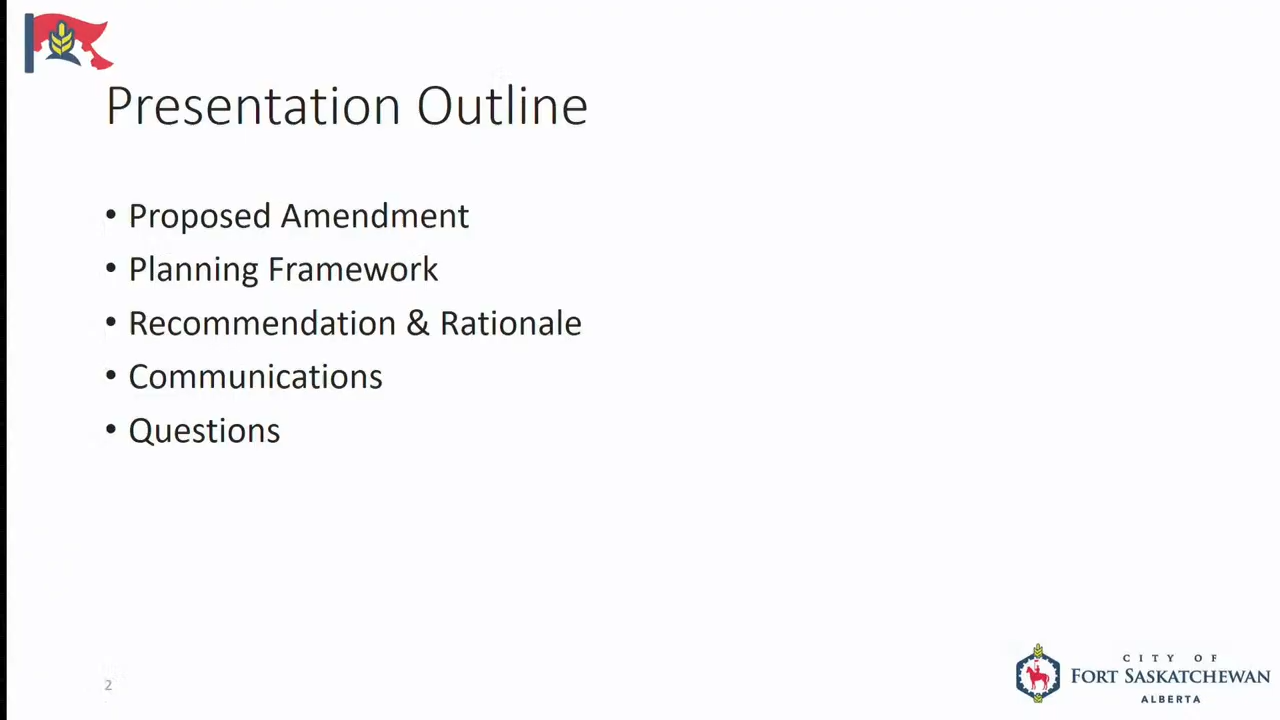 Presentation Outline
• Proposed Amendment
• Planning Framework
• Recommendation & Rationale
• Communications
• Questions
2
CITY OF
FORT SASKATCHEWAN
ALBERTA